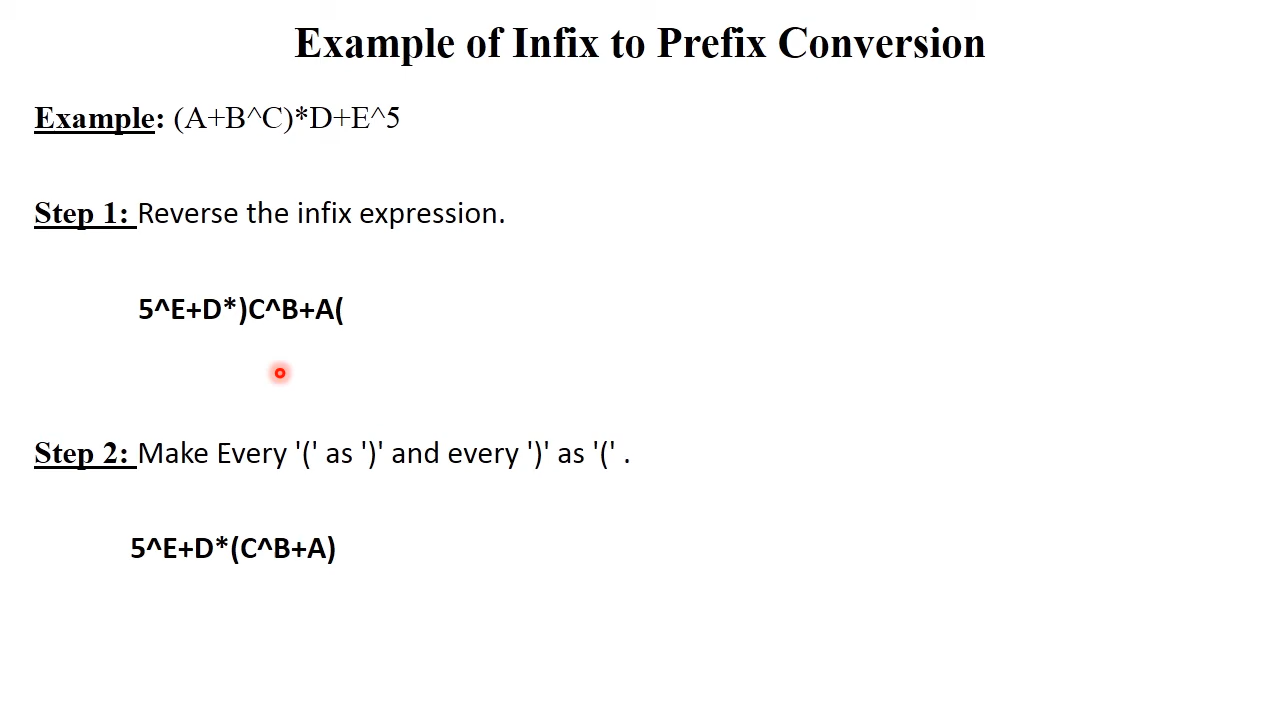 Example of Infix to Prefix Conversion
Example: (A+B^C)*D+E^5
Step 1: Reverse the infix expression.
5^E+D*)C^B+A(
Step 2: Make Every '(' as ')' and every ')' as '(' .
5^E+D*(C^B+A)